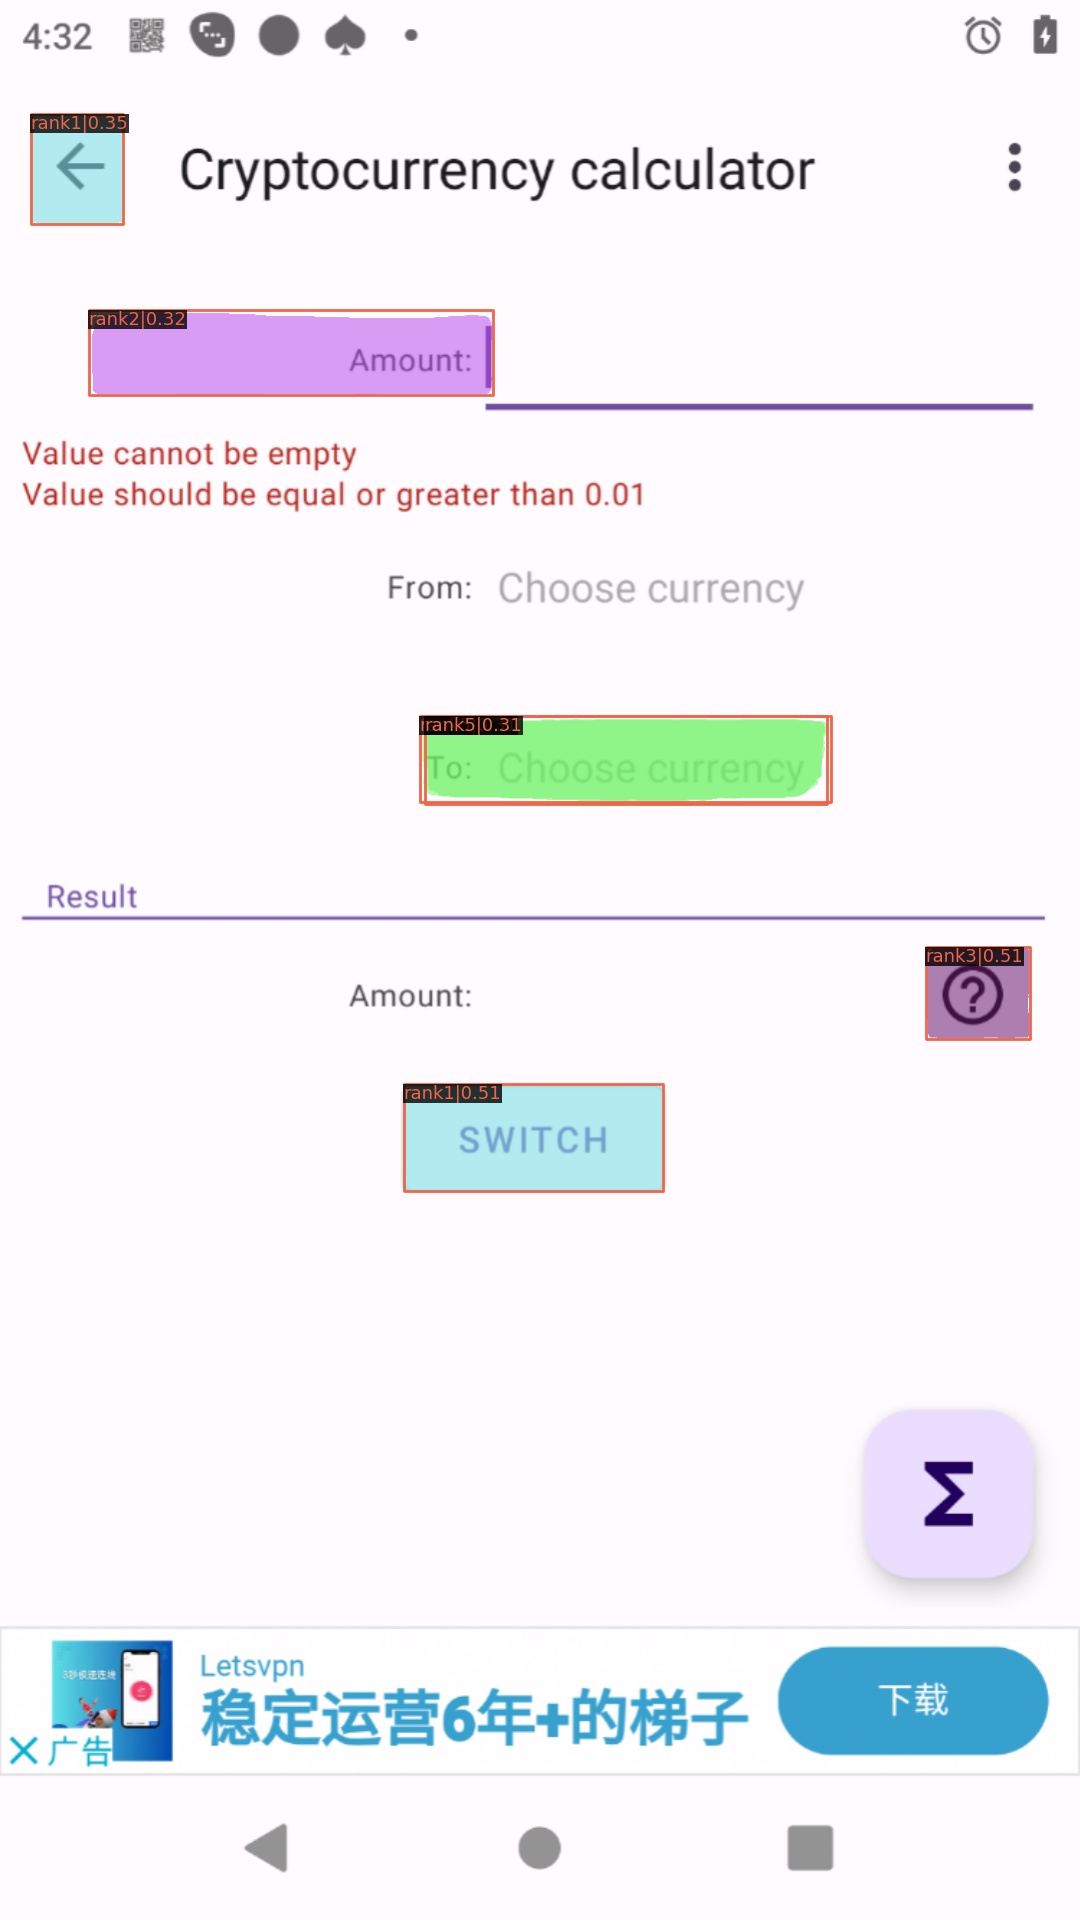 4:32
rank1|0.35
Cryptocurrency calculator
rank2|0.32
Amount:
Value cannot be empty
Value should be equal or greater than 0.01
From: Choose currency
rank5|0.31
To: Choose currency
Result
rank3|0.51
Amount:
rank1|0.51
SWITCH
Σ
3秒极速连线
Letsvpn
稳定运营6年+的梯子
下载
广告